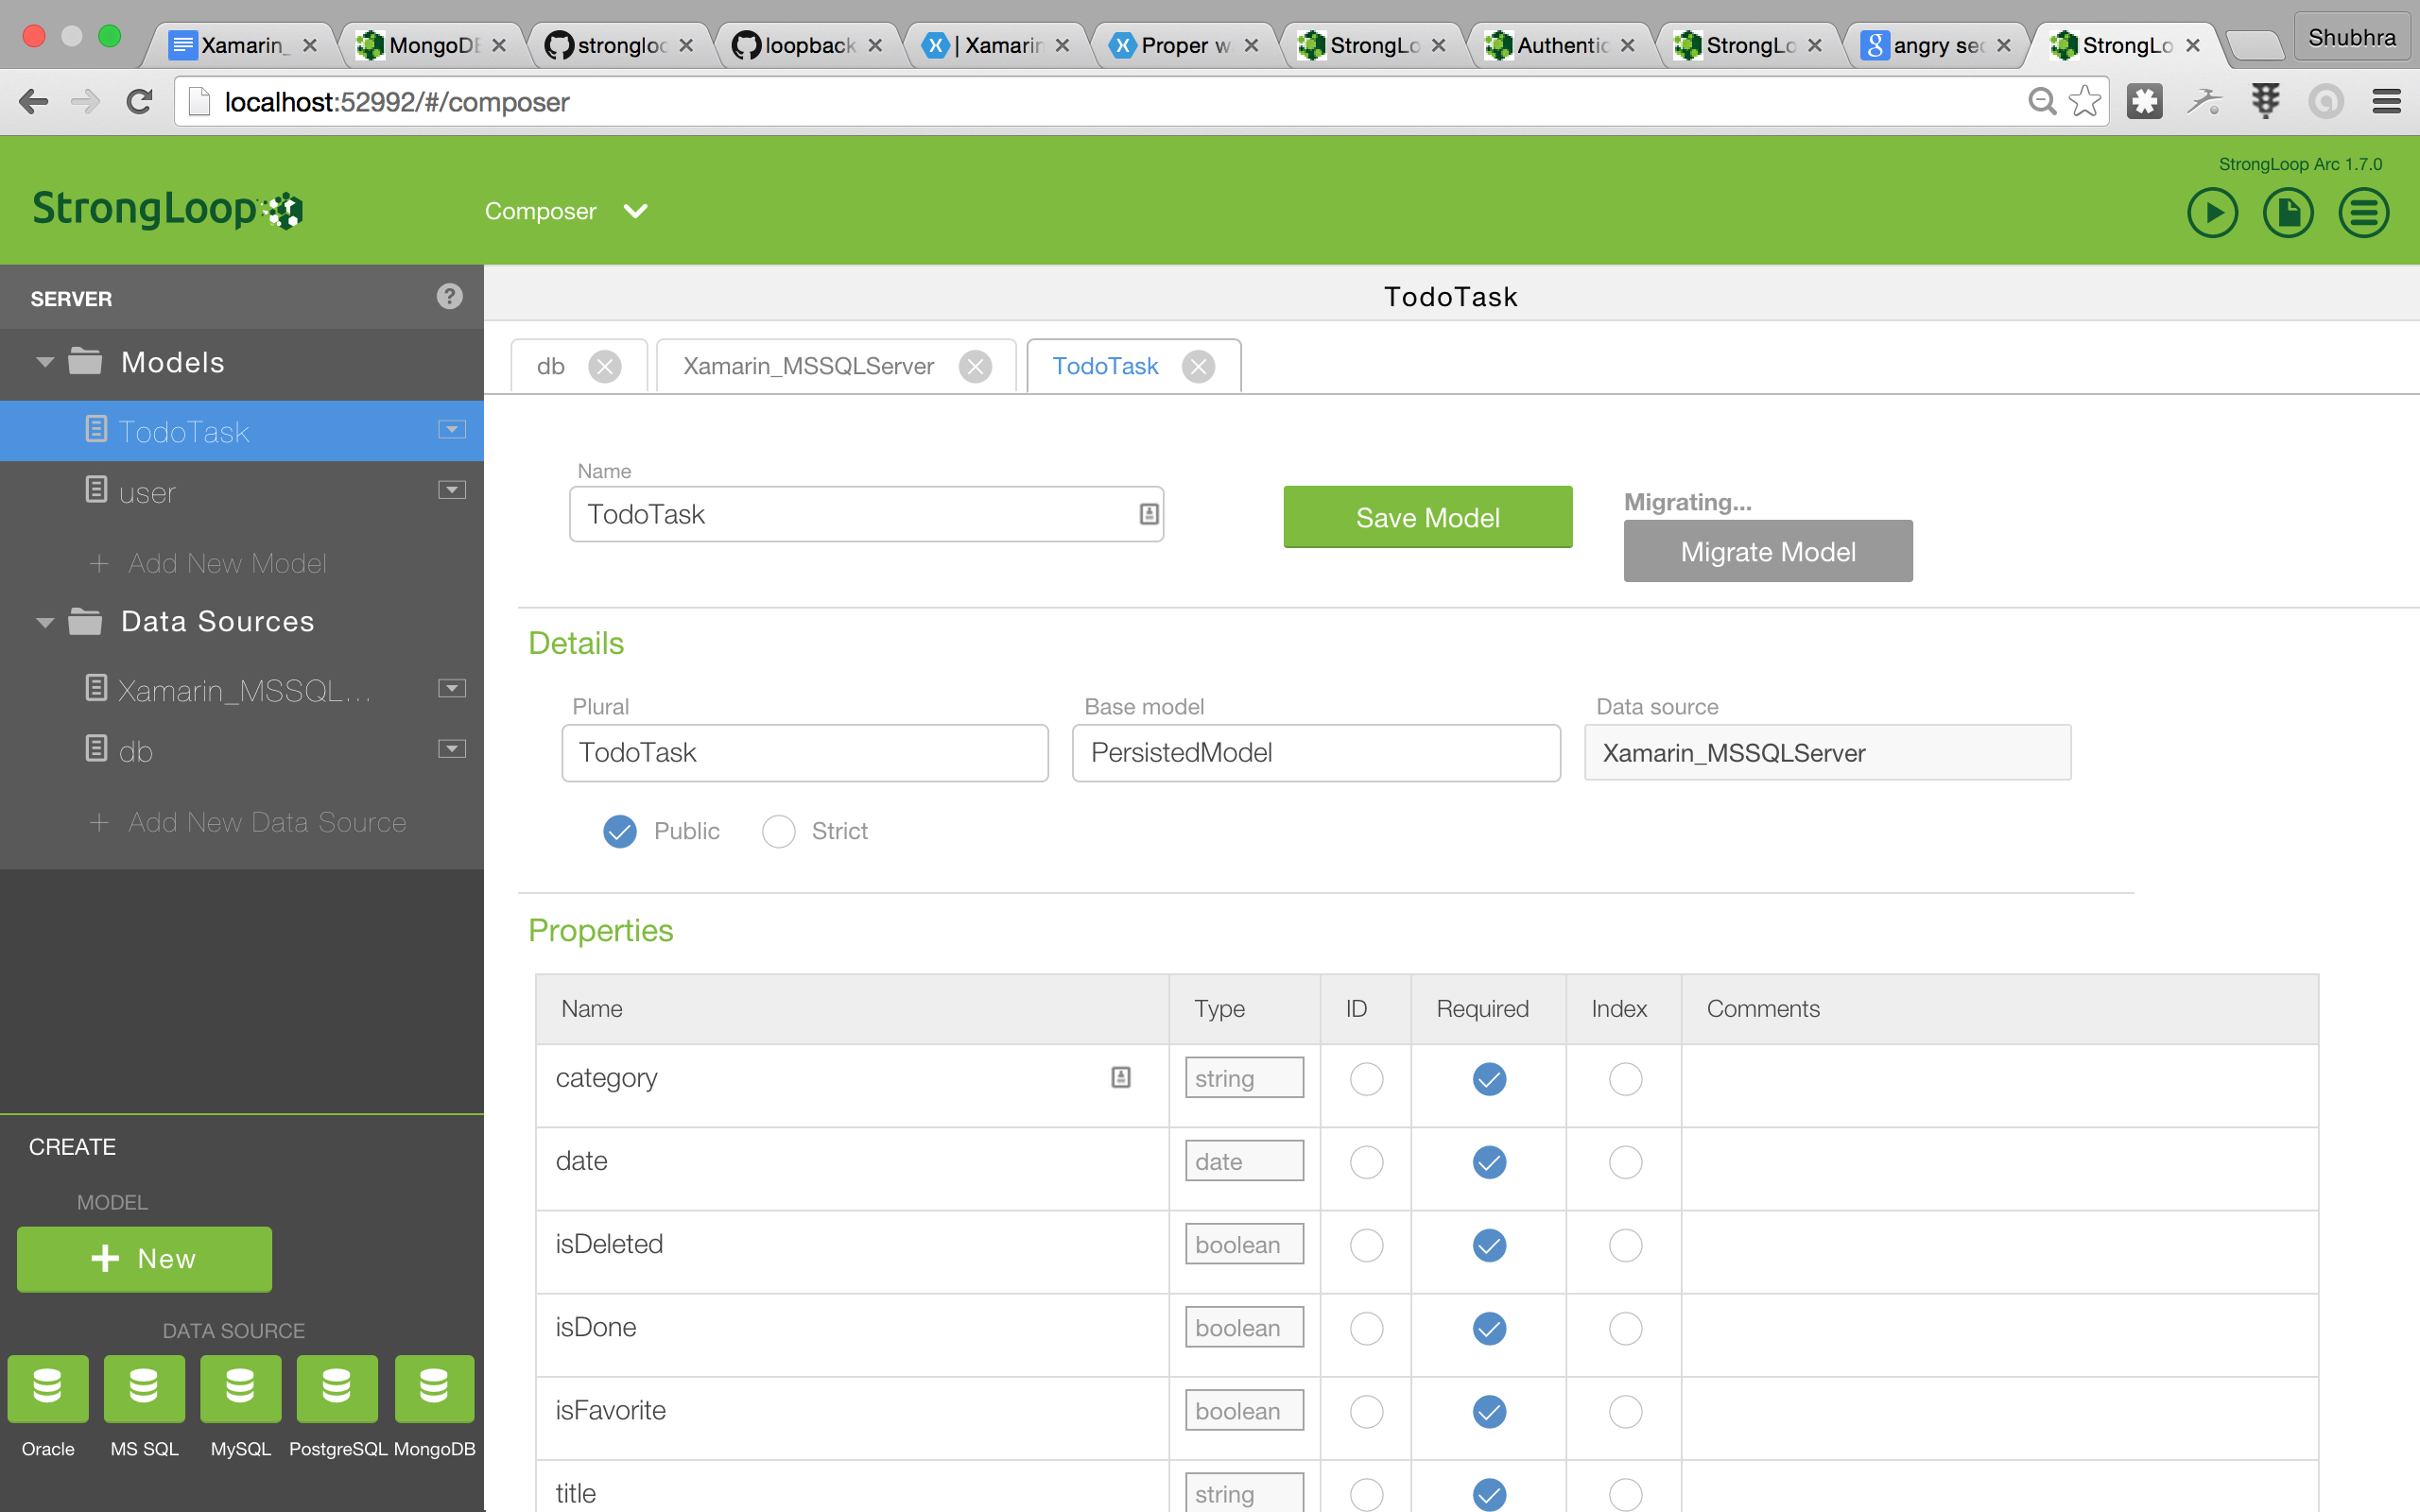 Xamarin_ MongoDB strongloo loopback | Xamarin Proper w StrongLo Authentic StrongLo angry sec StrongLo Shubhra
localhost:52992/#/composer
StrongLoop Arc 1.7.0
StrongLoop Composer
SERVER ? TodoTask
Models
db Xamarin_MSSQLServer TodoTask
TodoTask
user
Add New Model
Data Sources
Xamarin_MSSQL...
db
Add New Data Source
Name
TodoTask
Save Model
Migrating...
Migrate Model
Details
Plural Base model Data source
TodoTask PersistedModel Xamarin_MSSQLServer
Public Strict
Properties
Name Type ID Required Index Comments
category string
date date
isDeleted boolean
isDone boolean
isFavorite boolean
title string
CREATE
MODEL
+ New
DATA SOURCE
Oracle MS SQL MySQL PostgreSQL MongoDB